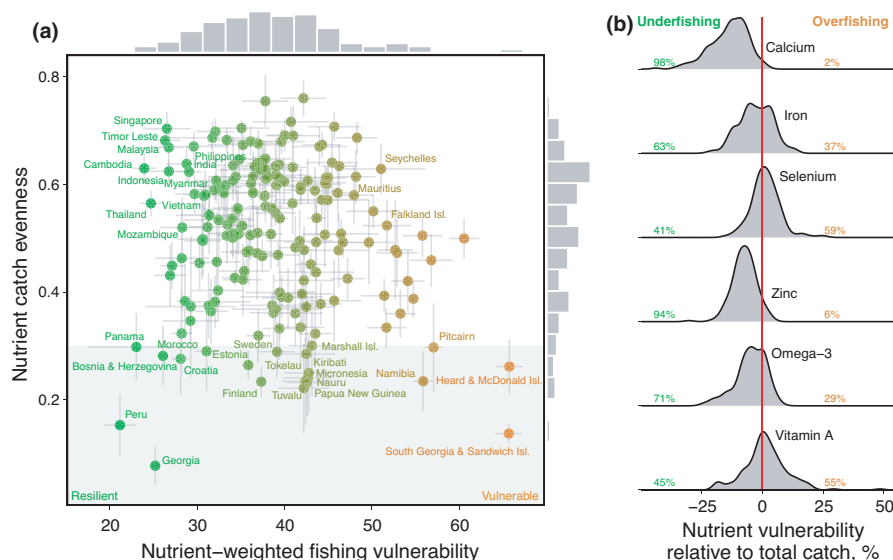 (a)
0.8
0.6
0.4
0.2
Nutrient catch evenness
Singapore
Timor Leste
Malaysia
Philippines
Cambodia
India
Indonesia
Myanmar
Seychelles
Mauritius
Thailand
Vietnam
Falkland Isl.
Mozambique
Panama
Morocco
Sweden
Marshall Isl.
Pitcairn
Bosnia & Herzegovina
Estonia
Croatia
Tokelau
Kiribati
Micronesia
Namibia
Heard & McDonald Isl.
Finland
Nauru
Tuvalu
Papua New Guinea
Peru
South Georgia & Sandwich Isl.
Georgia
Resilient
Vulnerable
20
30
40
50
60
Nutrient−weighted fishing vulnerability
(b)
Underfishing
Overfishing
Calcium
98%
2%
Iron
63%
37%
Selenium
41%
59%
Zinc
94%
6%
Omega−3
71%
29%
Vitamin A
45%
55%
−25
0
25
50
Nutrient vulnerability
relative to total catch, %